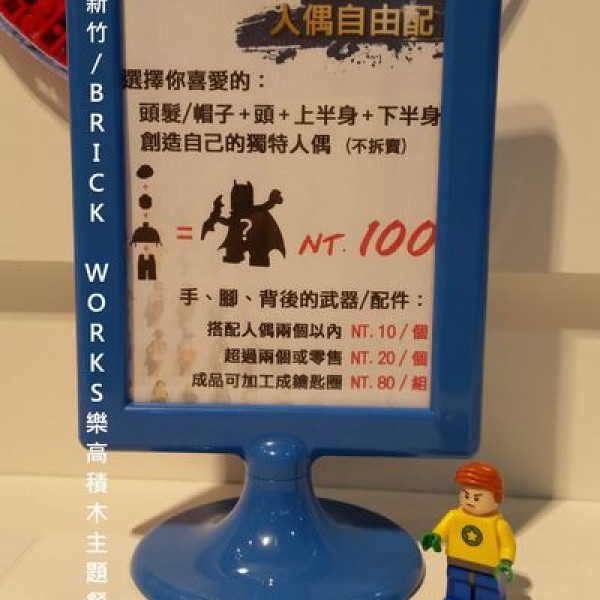 新竹/BRICK WORKS樂高積木主題餐
人偶自由配
選擇你喜愛的：
頭髮/帽子+頭+上半身+下半身
創造自己的獨特人偶（不拆賣）
+
+
+
= ? NT. 100
手、腳、背後的武器/配件：
搭配人偶兩個以內 NT. 10 / 個
超過兩個或零售 NT. 20 / 個
成品可加工成鑰匙圈 NT. 80 / 組